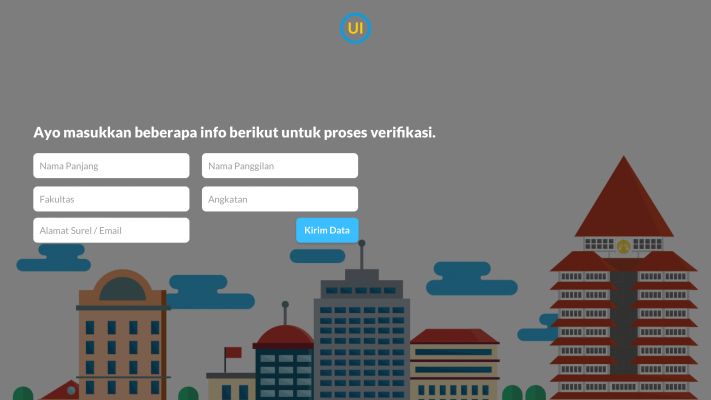 UI
Ayo masukkan beberapa info berikut untuk proses verifikasi.
Nama Panjang
Nama Panggilan
Fakultas
Angkatan
Alamat Surel / Email
Kirim Data